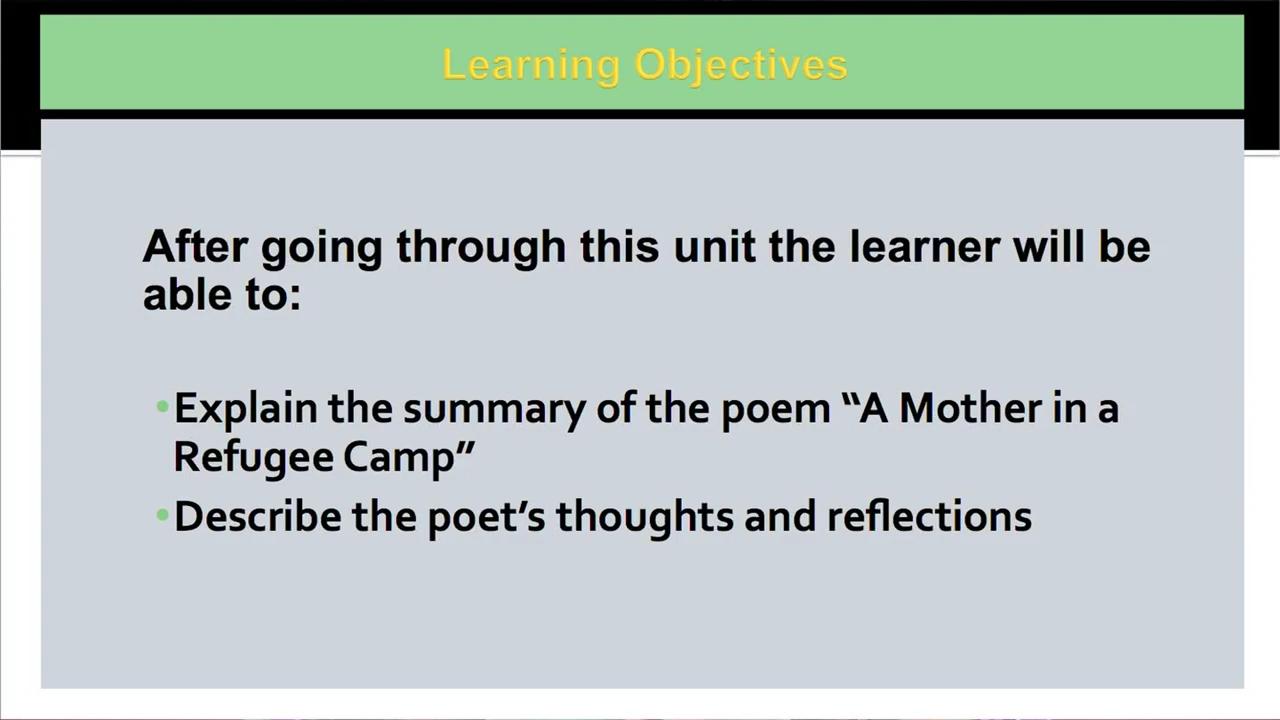 Learning Objectives
After going through this unit the learner will be
able to:
•Explain the summary of the poem “A Mother in a
Refugee Camp”
•Describe the poet’s thoughts and reflections